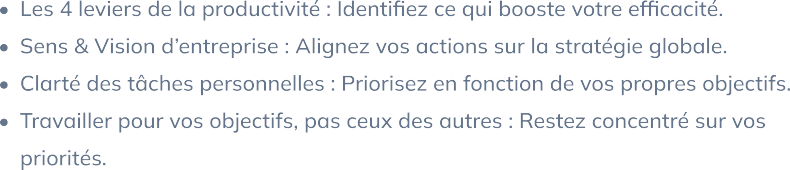 • Les 4 leviers de la productivité : Identifiez ce qui booste votre efficacité.
• Sens & Vision d’entreprise : Alignez vos actions sur la stratégie globale.
• Clarté des tâches personnelles : Priorisez en fonction de vos propres objectifs.
• Travailler pour vos objectifs, pas ceux des autres : Restez concentré sur vos
priorités.